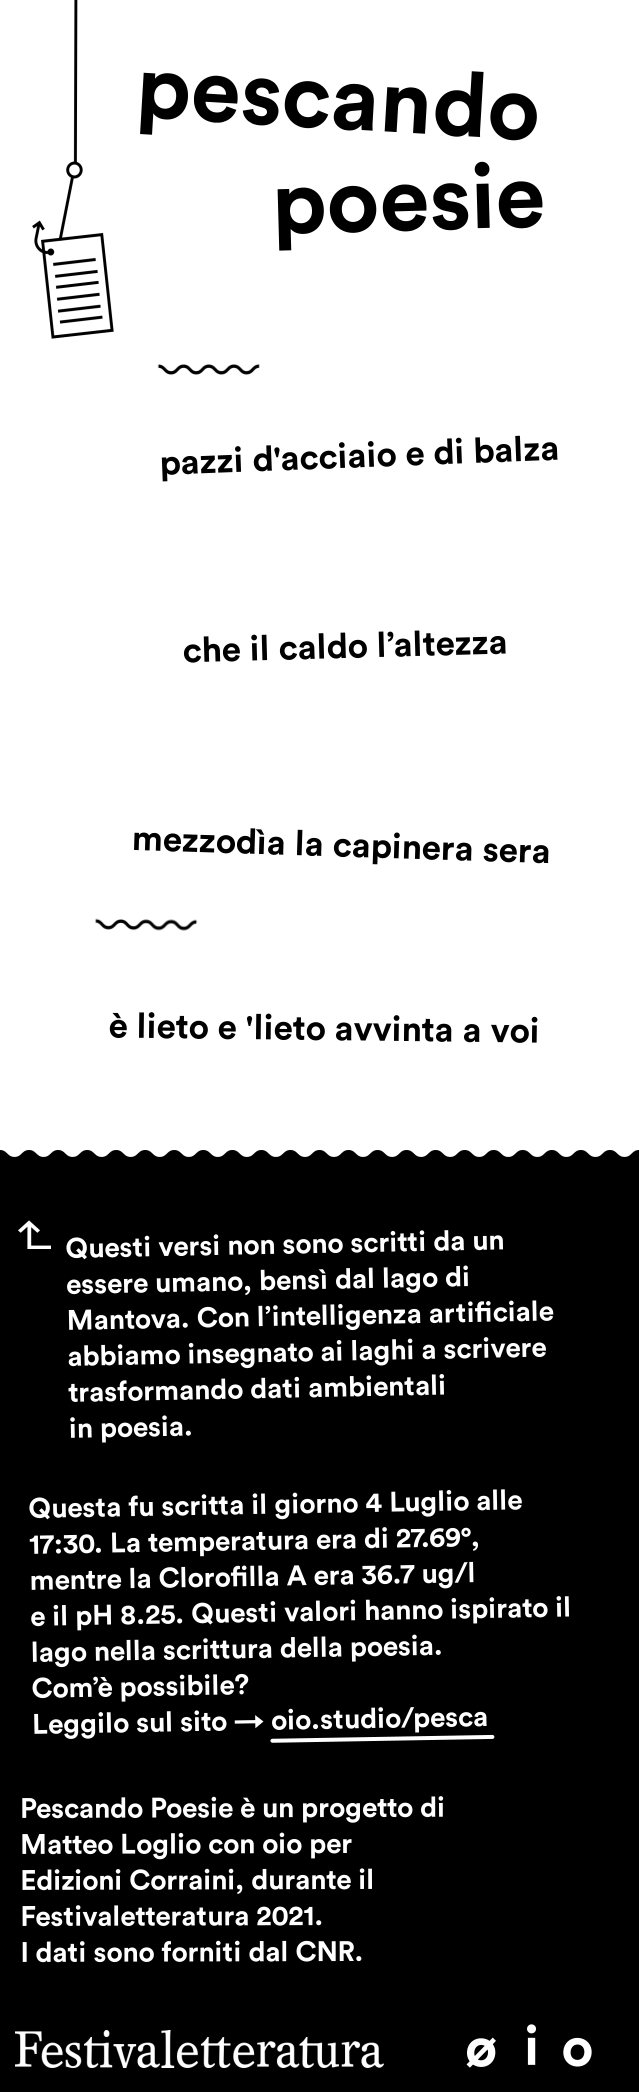 pescando
poesie
pazzi d'acciaio e di balza
che il caldo l’altezza
mezzodìa la capinera sera
è lieto e 'lieto avvinta a voi
Questi versi non sono scritti da un
essere umano, bensì dal lago di
Mantova. Con l’intelligenza artificiale
abbiamo insegnato ai laghi a scrivere
trasformando dati ambientali
in poesia.
Questa fu scritta il giorno 4 Luglio alle
17:30. La temperatura era di 27.69°,
mentre la Clorofilla A era 36.7 ug/l
e il pH 8.25. Questi valori hanno ispirato il
lago nella scrittura della poesia.
Com’è possibile?
Leggilo sul sito → oio.studio/pesca
Pescando Poesie è un progetto di
Matteo Loglio con oio per
Edizioni Corraini, durante il
Festivaletteratura 2021.
I dati sono forniti dal CNR.
Festivaletteratura ø i o